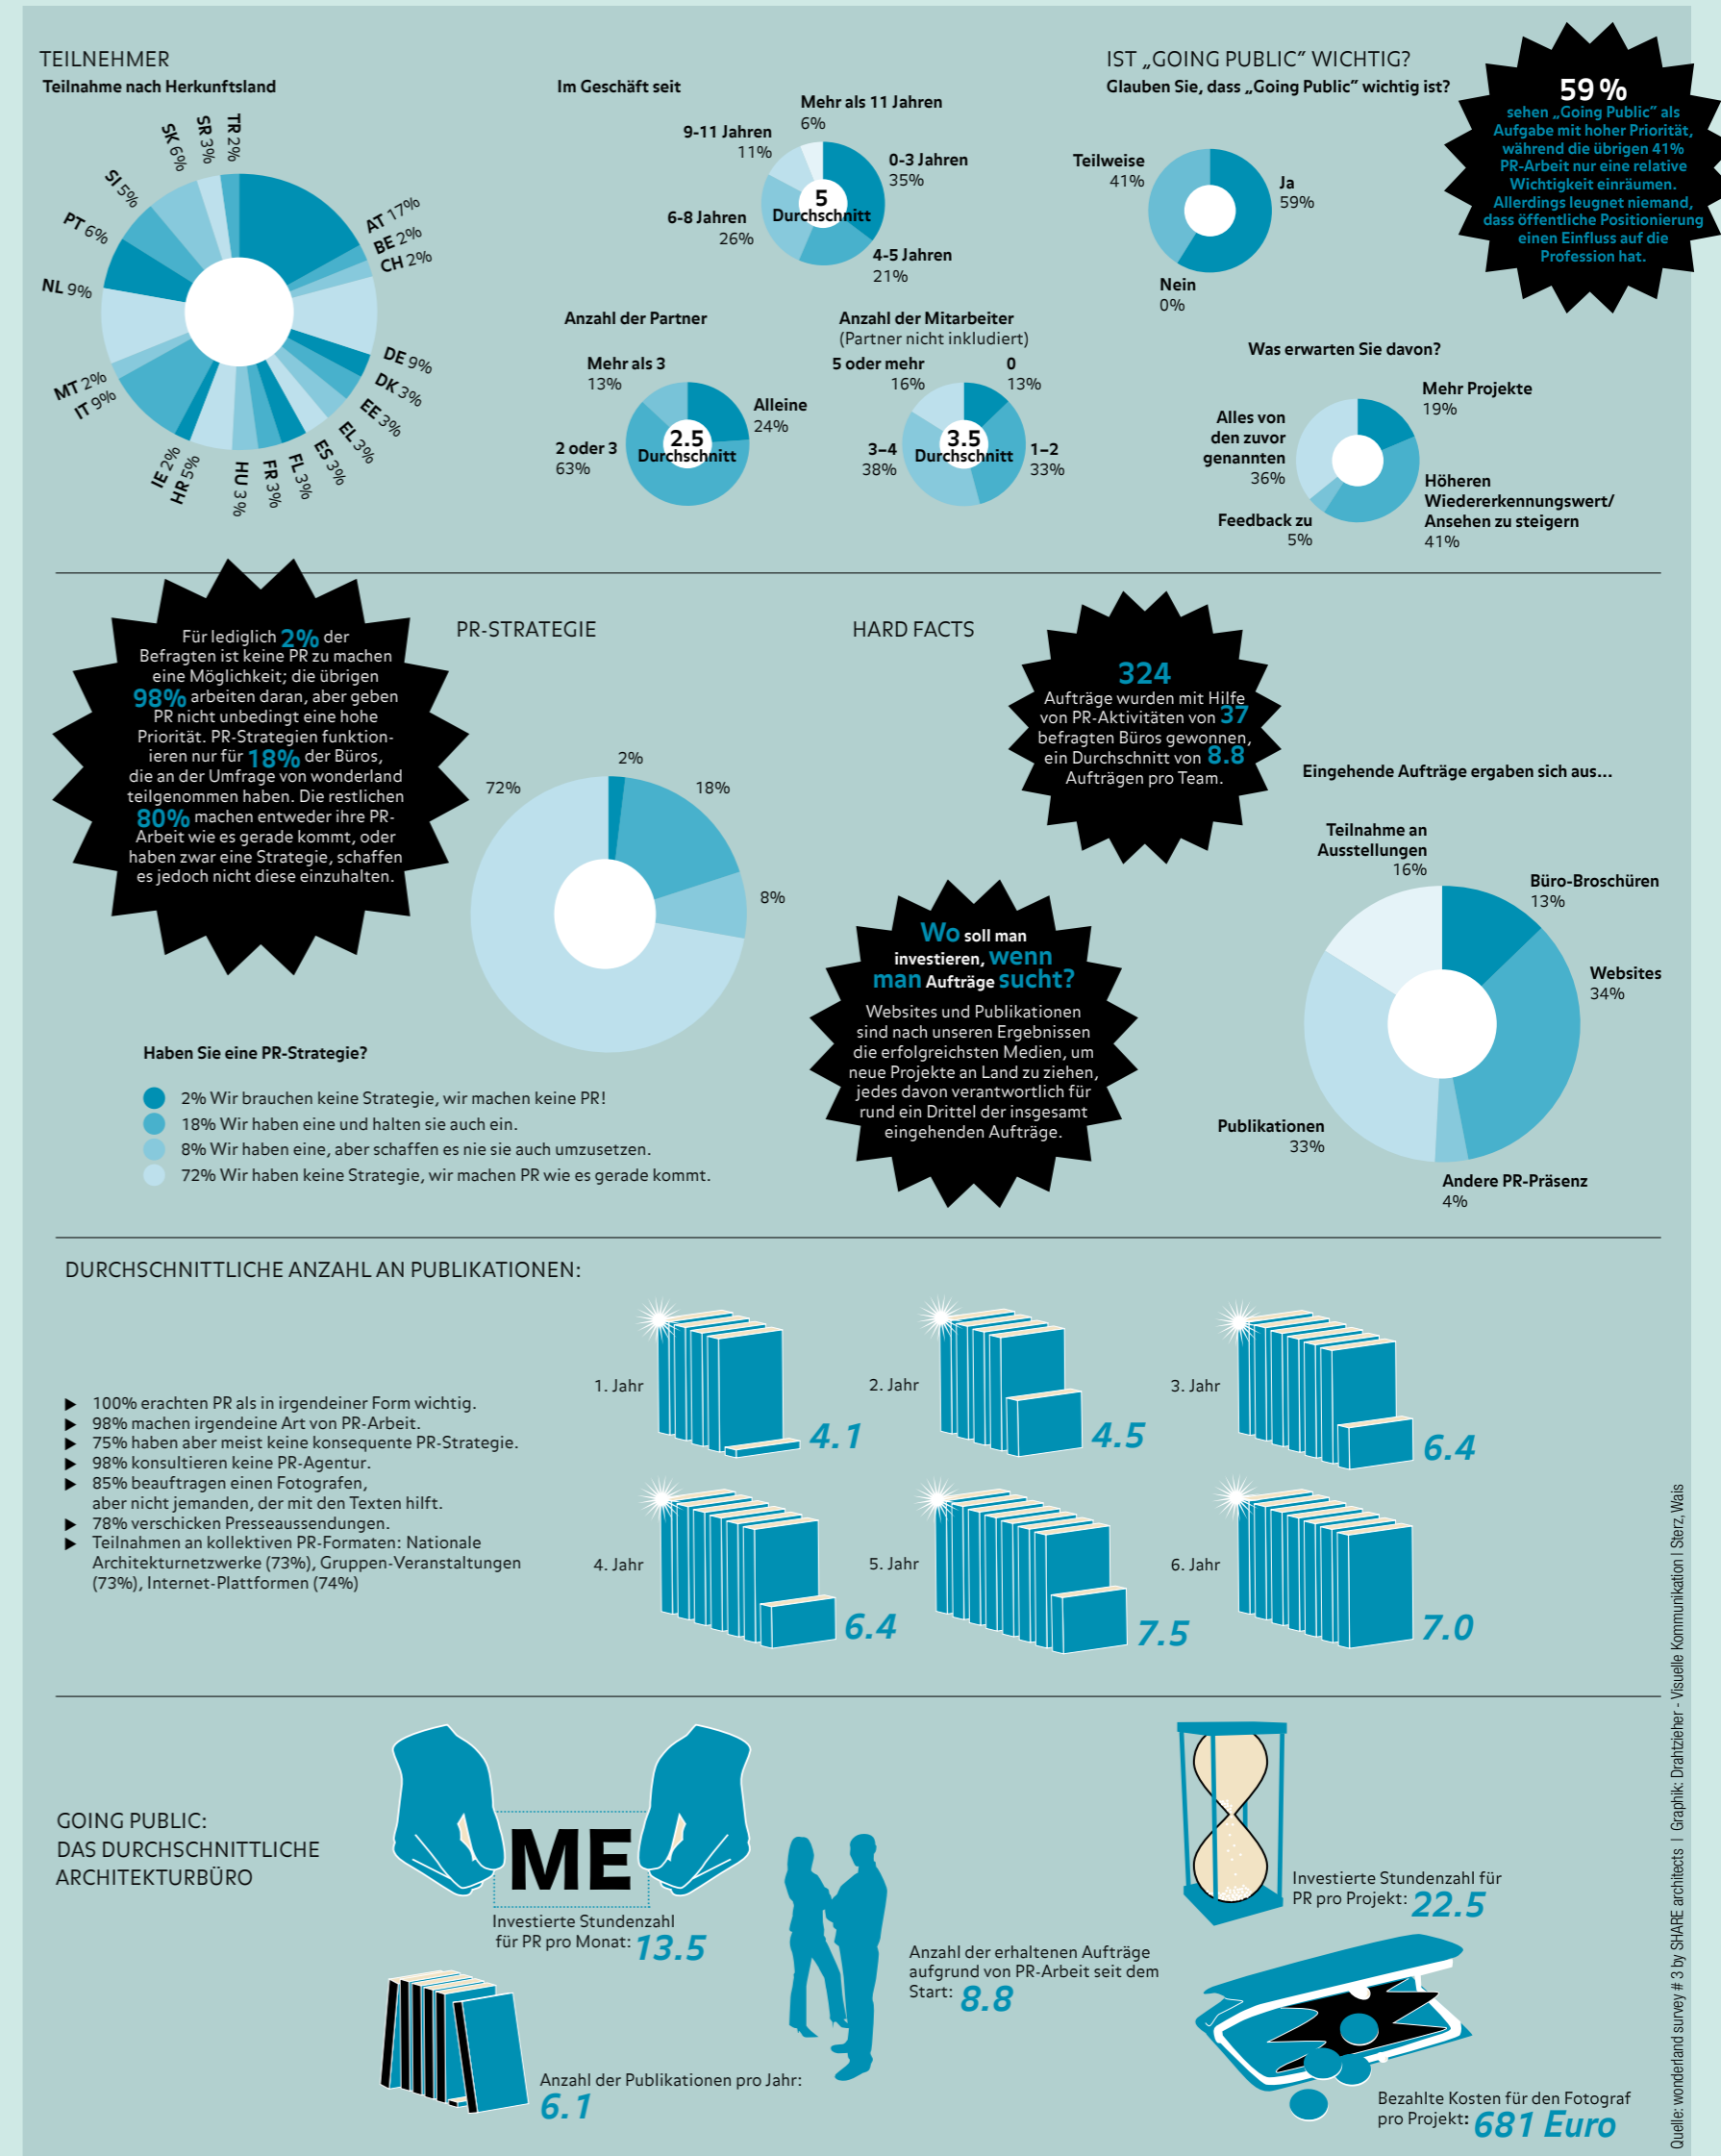 TEILNEHMER
Teilnahme nach Herkunftsland
TR 2%
SR 3%
SK 6%
SI 5%
PT 6%
NL 9%
MT 2%
IT 9%
IE 2%
HR 5%
HU 3%
FR 3%
FL 3%
ES 3%
EL 3%
EE 3%
DK 3%
DE 9%
CH 2%
BE 2%
AT 17%
Im Geschäft seit
Mehr als 11 Jahren
6%
9-11 Jahren
11%
0-3 Jahren
35%
5
Durchschnitt
6-8 Jahren
26%
4-5 Jahren
21%
Anzahl der Partner
Mehr als 3
13%
Alleine
24%
2.5
Durchschnitt
2 oder 3
63%
Anzahl der Mitarbeiter
(Partner nicht inkludiert)
5 oder mehr
16%
0
13%
3.5
Durchschnitt
3–4
38%
1–2
33%
IST „GOING PUBLIC” WICHTIG?
Glauben Sie, dass „Going Public” wichtig ist?
Teilweise
41%
Ja
59%
Nein
0%
59 %
sehen „Going Public” als
Aufgabe mit hoher Priorität,
während die übrigen 41%
PR-Arbeit nur eine relative
Wichtigkeit einräumen.
Allerdings leugnet niemand,
dass öffentliche Positionierung
einen Einfluss auf die
Profession hat.
Was erwarten Sie davon?
Mehr Projekte
19%
Alles von
den zuvor
genannten
36%
Höheren
Wiedererkennungswert/
Ansehen zu steigern
41%
Feedback zu
5%
Für lediglich 2% der
Befragten ist keine PR zu machen
eine Möglichkeit; die übrigen
98% arbeiten daran, aber geben
PR nicht unbedingt eine hohe
Priorität. PR-Strategien funktion-
ieren nur für 18% der Büros,
die an der Umfrage von wonderland
teilgenommen haben. Die restlichen
80% machen entweder ihre PR-
Arbeit wie es gerade kommt, oder
haben zwar eine Strategie, schaffen
es jedoch nicht diese einzuhalten.
PR-STRATEGIE
2%
18%
8%
72%
Haben Sie eine PR-Strategie?
2% Wir brauchen keine Strategie, wir machen keine PR!
18% Wir haben eine und halten sie auch ein.
8% Wir haben eine, aber schaffen es nie sie auch umzusetzen.
72% Wir haben keine Strategie, wir machen PR wie es gerade kommt.
HARD FACTS
324
Aufträge wurden mit Hilfe
von PR-Aktivitäten von 37
befragten Büros gewonnen,
ein Durchschnitt von 8.8
Aufträgen pro Team.
Wo soll man
investieren, wenn
man Aufträge sucht?
Websites und Publikationen
sind nach unseren Ergebnissen
die erfolgreichsten Medien, um
neue Projekte an Land zu ziehen,
jedes davon verantwortlich für
rund ein Drittel der insgesamt
eingehenden Aufträge.
Eingehende Aufträge ergaben sich aus...
Teilnahme an
Ausstellungen
16%
Büro-Broschüren
13%
Websites
34%
Publikationen
33%
Andere PR-Präsenz
4%
DURCHSCHNITTLICHE ANZAHL AN PUBLIKATIONEN:
100% erachten PR als in irgendeiner Form wichtig.
98% machen irgendeine Art von PR-Arbeit.
75% haben aber meist keine konsequente PR-Strategie.
98% konsultieren keine PR-Agentur.
85% beauftragen einen Fotografen,
aber nicht jemanden, der mit den Texten hilft.
78% verschicken Presseaussendungen.
Teilnahmen an kollektiven PR-Formaten: Nationale
Architekturnetzwerke (73%), Gruppen-Veranstaltungen
(73%), Internet-Plattformen (74%)
1. Jahr
4.1
2. Jahr
4.5
3. Jahr
6.4
4. Jahr
6.4
5. Jahr
7.5
6. Jahr
7.0
GOING PUBLIC:
DAS DURCHSCHNITTLICHE
ARCHITEKTURBÜRO
ME
Investierte Stundenzahl
für PR pro Monat: 13.5
Anzahl der Publikationen pro Jahr:
6.1
Anzahl der erhaltenen Aufträge
aufgrund von PR-Arbeit seit dem
Start: 8.8
Investierte Stundenzahl für
PR pro Projekt: 22.5
Bezahlte Kosten für den Fotograf
pro Projekt: 681 Euro
Quelle: wonderland survey # 3 by SHARE architects | Graphik: Drahtzieher - Visuelle Kommunikation | Sterz, Wais